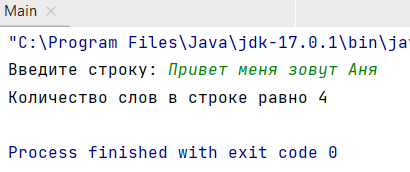 Main
"C:\Program Files\Java\jdk-17.0.1\bin\jav
Введите строку: Привет меня зовут Аня
Количество слов в строке равно 4
Process finished with exit code 0